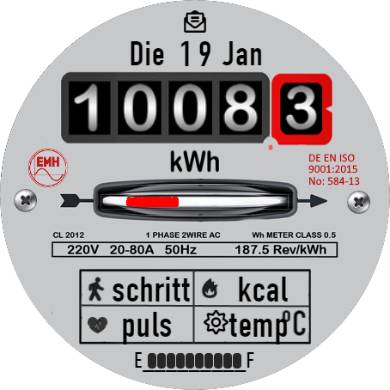 Die 19 Jan
10083
kWh
EMH
DE EN ISO
9001:2015
No: 584-13
CL 2012 1 PHASE 2WIRE AC Wh METER CLASS 0.5
220V 20-80A 50Hz 187.5 Rev/kWh
schritt kcal
puls temp°C
E F